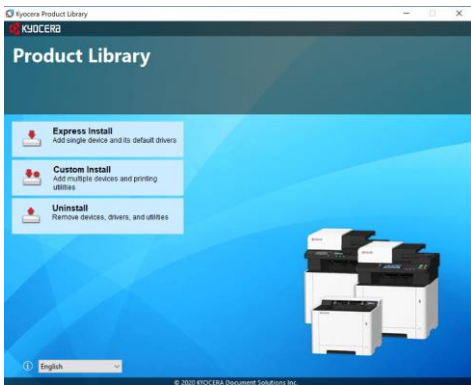 Kyocera Product Library
KYOCERA
Product Library
Express Install
Add single device and its default drivers
Custom Install
Add multiple devices and printing
utilities
Uninstall
Remove devices, drivers, and utilities
English
© 2020 KYOCERA Document Solutions Inc.